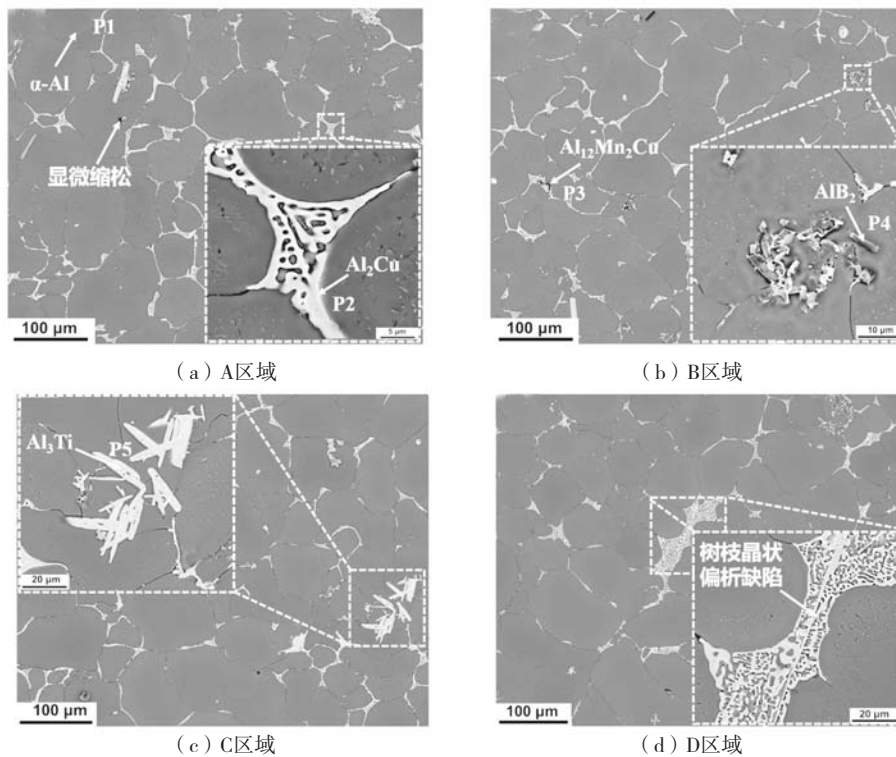 P1
α-Al
显微缩松
Al₂Cu
P2
100 μm
5 μm
(a)A区域
Al₁₂Mn₂Cu
P3
AlB₂
P4
100 μm
10 μm
(b)B区域
Al₃Ti
P5
20 μm
100 μm
(c)C区域
树枝晶状
偏析缺陷
100 μm
20 μm
(d)D区域